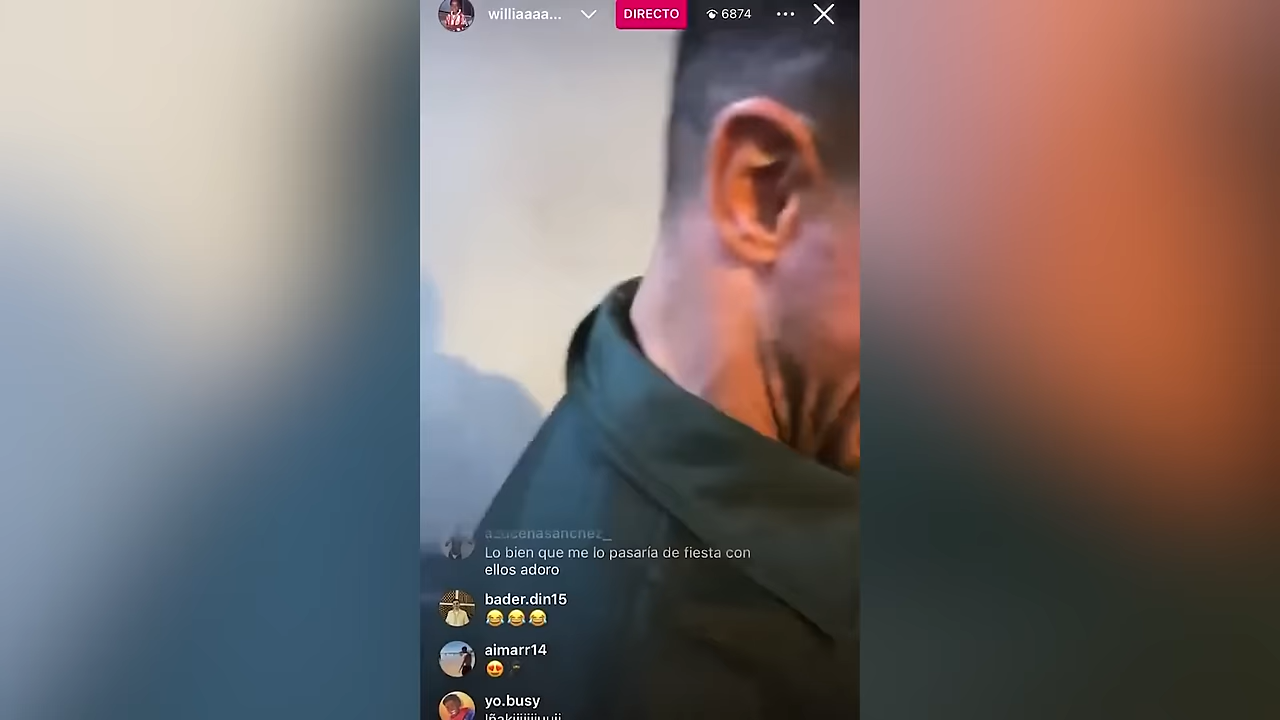 williaaaa...
DIRECTO
6874
azucenasanchez_
Lo bien que me lo pasaría de fiesta con
ellos adoro
bader.din15
😂😂😂
aimarr14
yo.busy